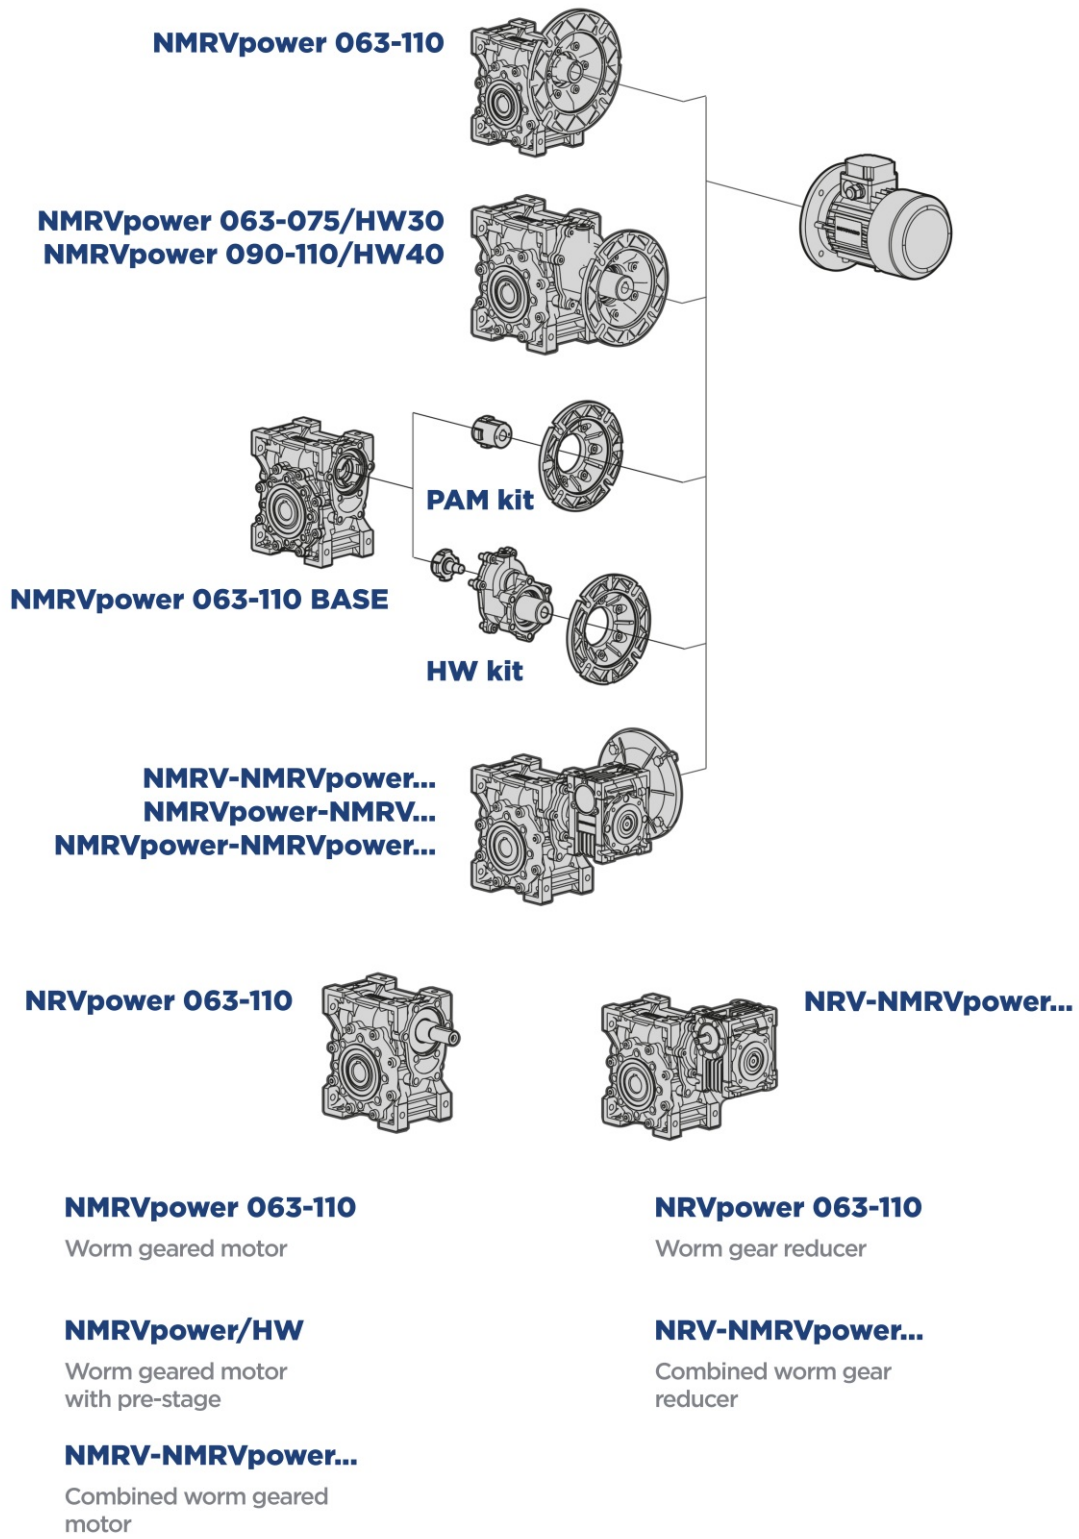 NMRVpower 063-110
NMRVpower 063-075/HW30
NMRVpower 090-110/HW40
PAM kit
NMRVpower 063-110 BASE
HW kit
NMRV-NMRVpower...
NMRVpower-NMRV...
NMRVpower-NMRVpower...
NRVpower 063-110
NRV-NMRVpower...
NMRVpower 063-110
Worm geared motor
NMRVpower/HW
Worm geared motor
with pre-stage
NMRV-NMRVpower...
Combined worm geared
motor
NRVpower 063-110
Worm gear reducer
NRV-NMRVpower...
Combined worm gear
reducer